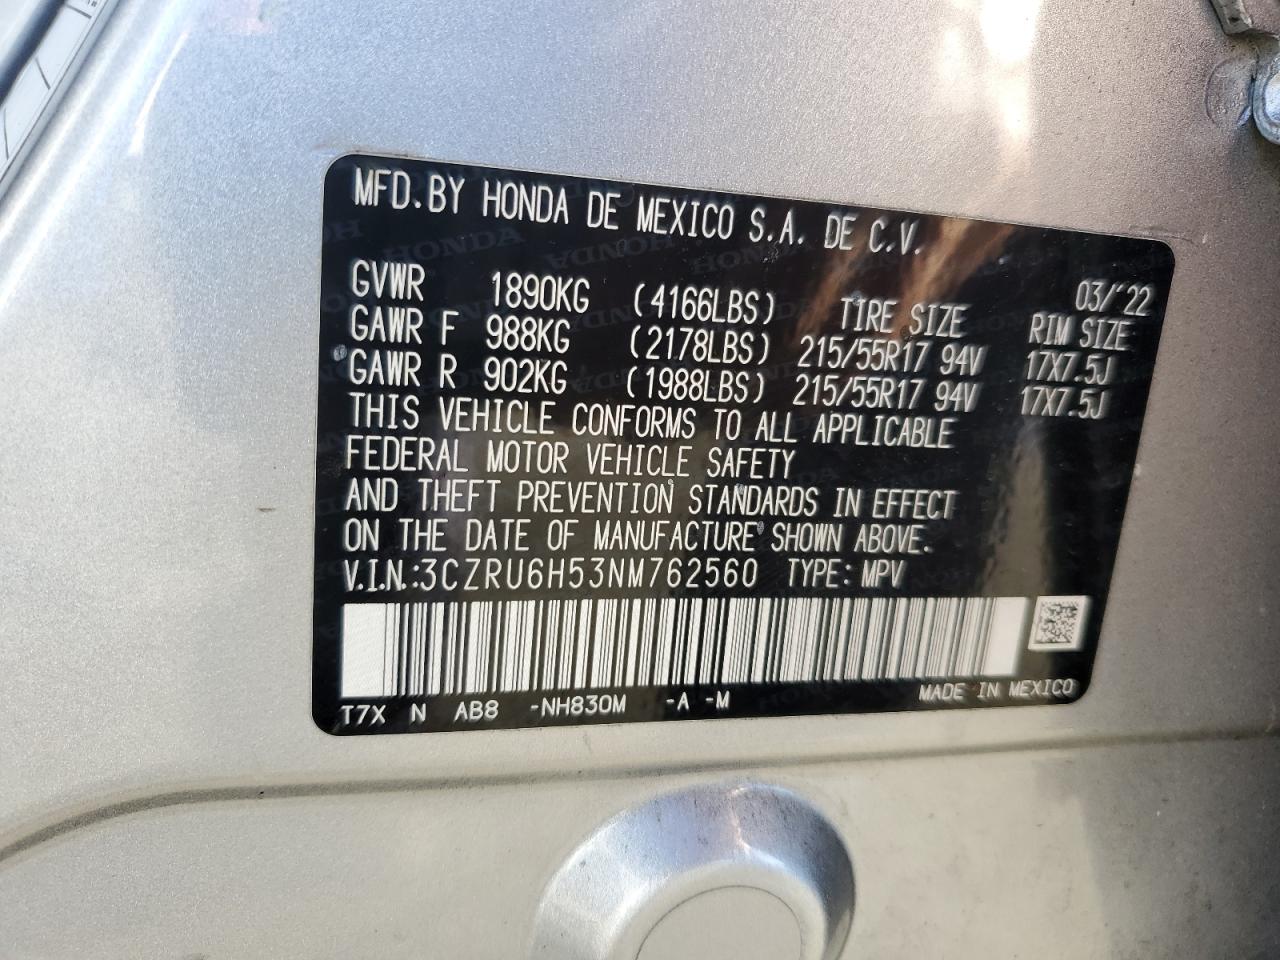 MFD.BY HONDA DE MEXICO S.A. DE C.V.
03/'22
GVWR 1890KG (4166LBS) TIRE SIZE RIM SIZE
GAWR F 988KG (2178LBS) 215/55R17 94V 17X7.5J
GAWR R 902KG (1988LBS) 215/55R17 94V 17X7.5J
THIS VEHICLE CONFORMS TO ALL APPLICABLE
FEDERAL MOTOR VEHICLE SAFETY
AND THEFT PREVENTION STANDARDS IN EFFECT
ON THE DATE OF MANUFACTURE SHOWN ABOVE.
V.I.N.:3CZRU6H53NM762560 TYPE: MPV
T7X N AB8 -NH830M -A -M MADE IN MEXICO